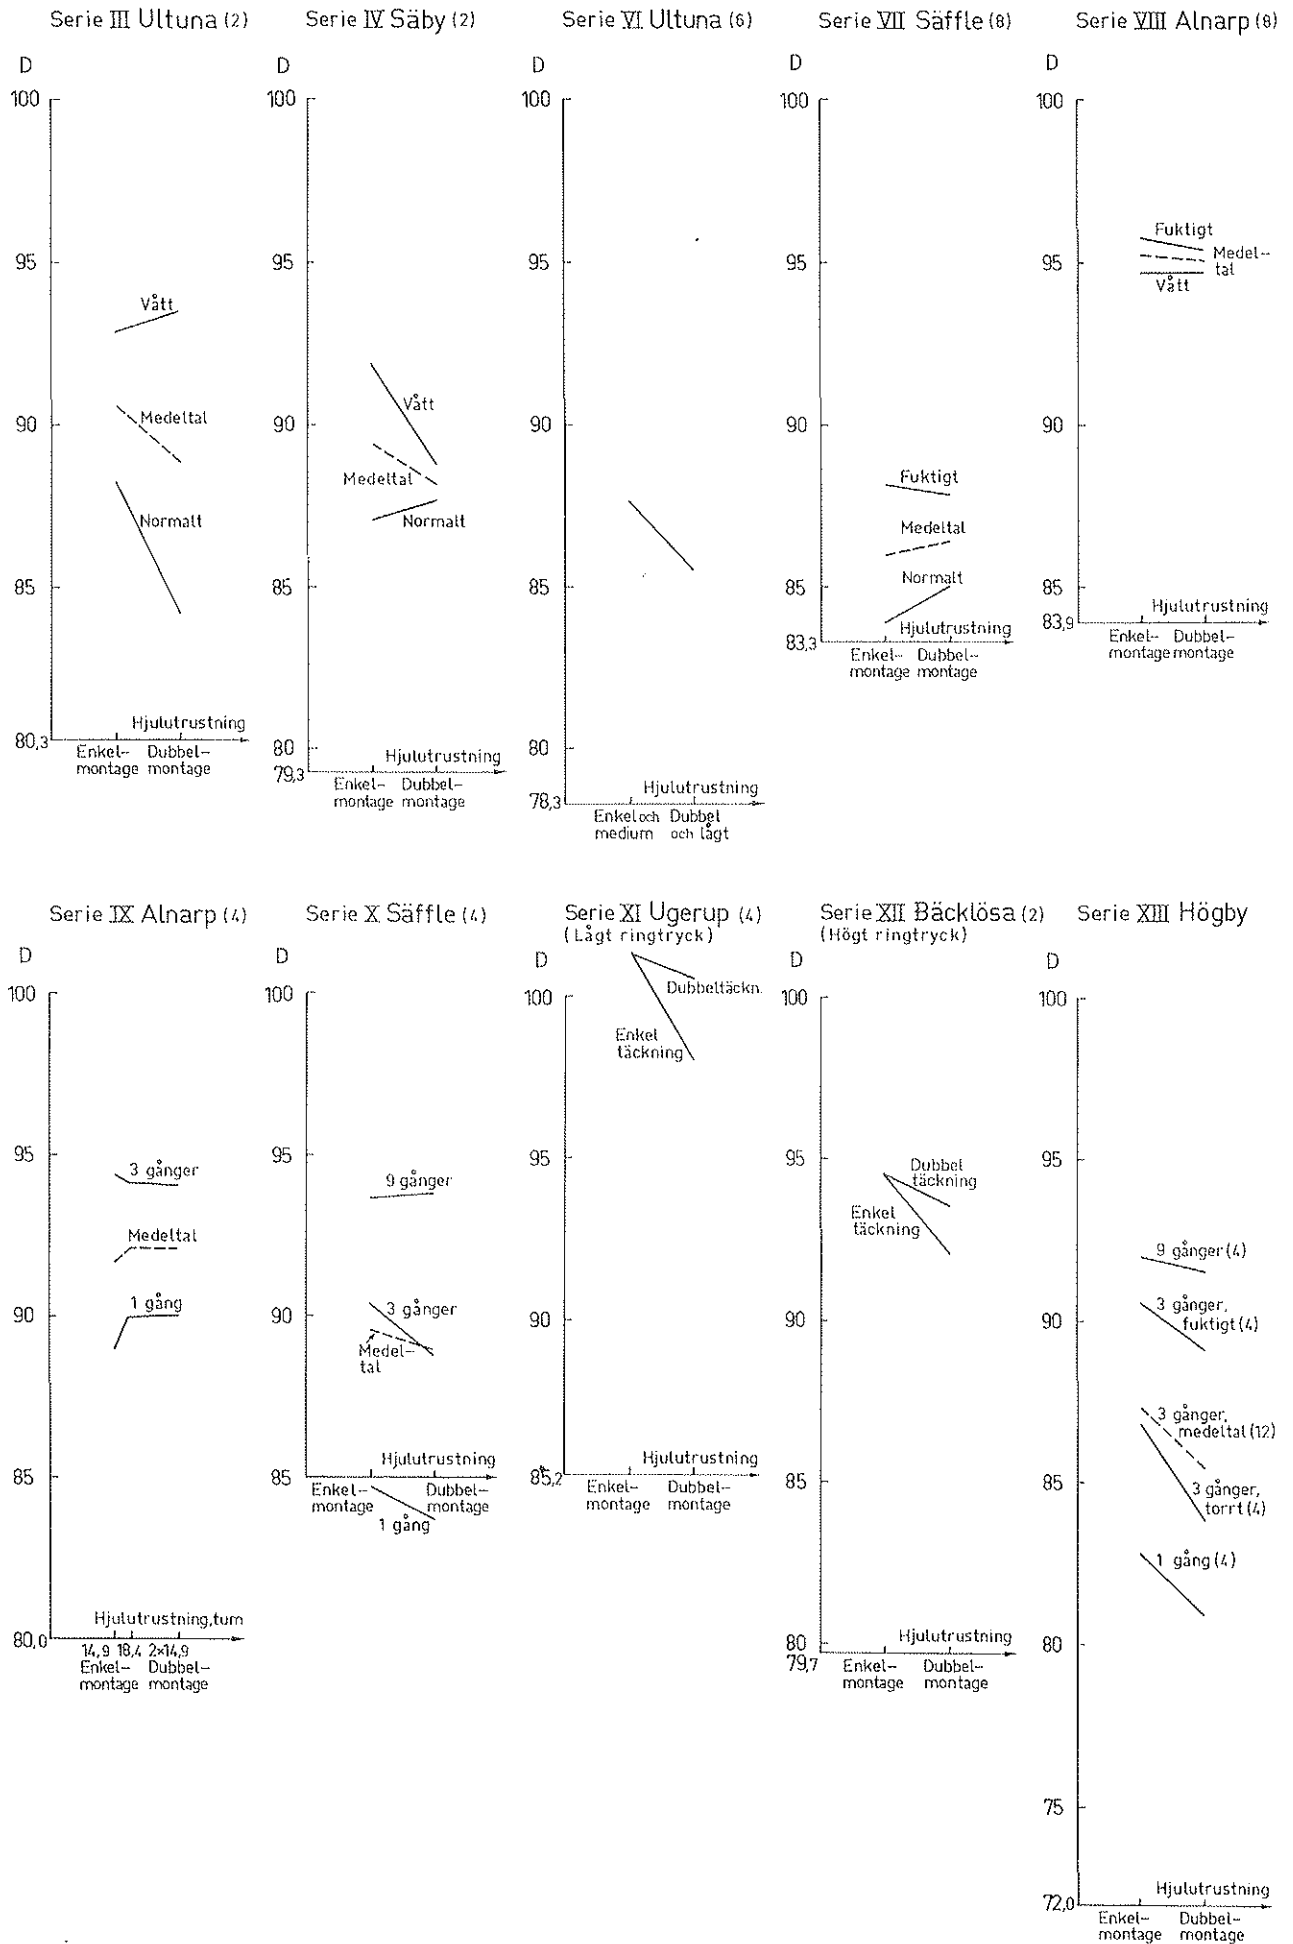 Serie III Ultuna (2)
D
100
95
90
85
80,3
Vått
Medeltal
Normalt
Hjulutrustning
Enkel- Dubbel-
montage montage
Serie IV Säby (2)
D
100
95
90
85
80
79,3
Vått
Medeltal
Normalt
Hjulutrustning
Enkel- Dubbel-
montage montage
Serie VI Ultuna (6)
D
100
95
90
85
80
78,3
Hjulutrustning
Enkel och Dubbel
medium och lågt
Serie VII Säffle (8)
D
100
95
90
85
83,3
Fuktigt
Medeltal
Normalt
Hjulutrustning
Enkel- Dubbel-
montage montage
Serie VIII Alnarp (8)
D
100
95
90
85
83,9
Fuktigt
Medel-
tal
Vått
Hjulutrustning
Enkel- Dubbel-
montage montage
Serie IX Alnarp (4)
D
100
95
90
85
80,0
3 gånger
Medeltal
1 gång
Hjulutrustning, tum
14,9 18,4 2×14,9
Enkel- Dubbel-
montage montage
Serie X Säffle (4)
D
100
95
90
85
9 gånger
3 gånger
Medel-
tal
Hjulutrustning
Enkel- Dubbel-
montage montage
1 gång
Serie XI Ugerup (4)
(Lågt ringtryck)
D
100
95
90
85,2
Dubbeltäckn.
Enkel
täckning
Hjulutrustning
Enkel- Dubbel-
montage montage
Serie XII Bäcklösa (2)
(Högt ringtryck)
D
100
95
90
85
80
79,7
Dubbel
täckning
Enkel
täckning
Hjulutrustning
Enkel- Dubbel-
montage montage
Serie XIII Högby
D
100
95
90
85
80
75
72,0
9 gånger (4)
3 gånger,
fuktigt (4)
3 gånger,
medeltal (12)
3 gånger,
torrt (4)
1 gång (4)
Hjulutrustning
Enkel- Dubbel-
montage montage